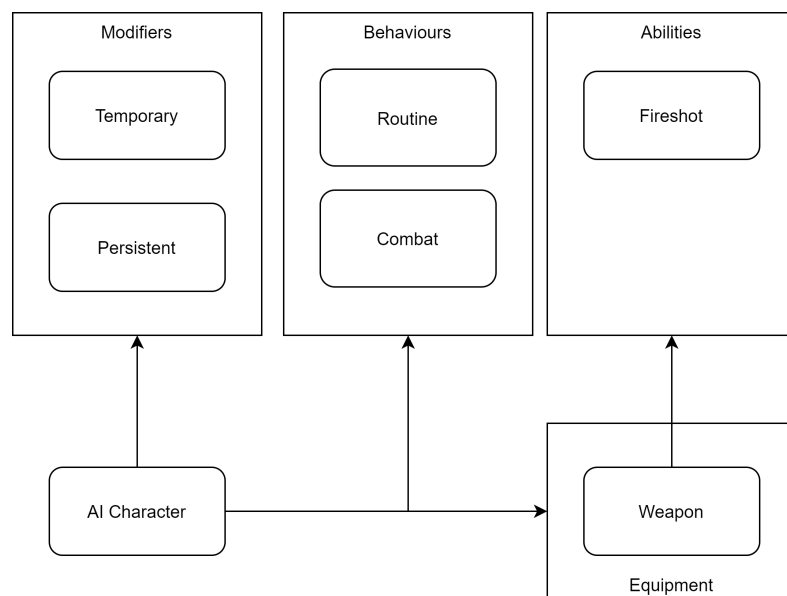 Modifiers
Temporary
Persistent
Behaviours
Routine
Combat
Abilities
Fireshot
AI Character
Weapon
Equipment